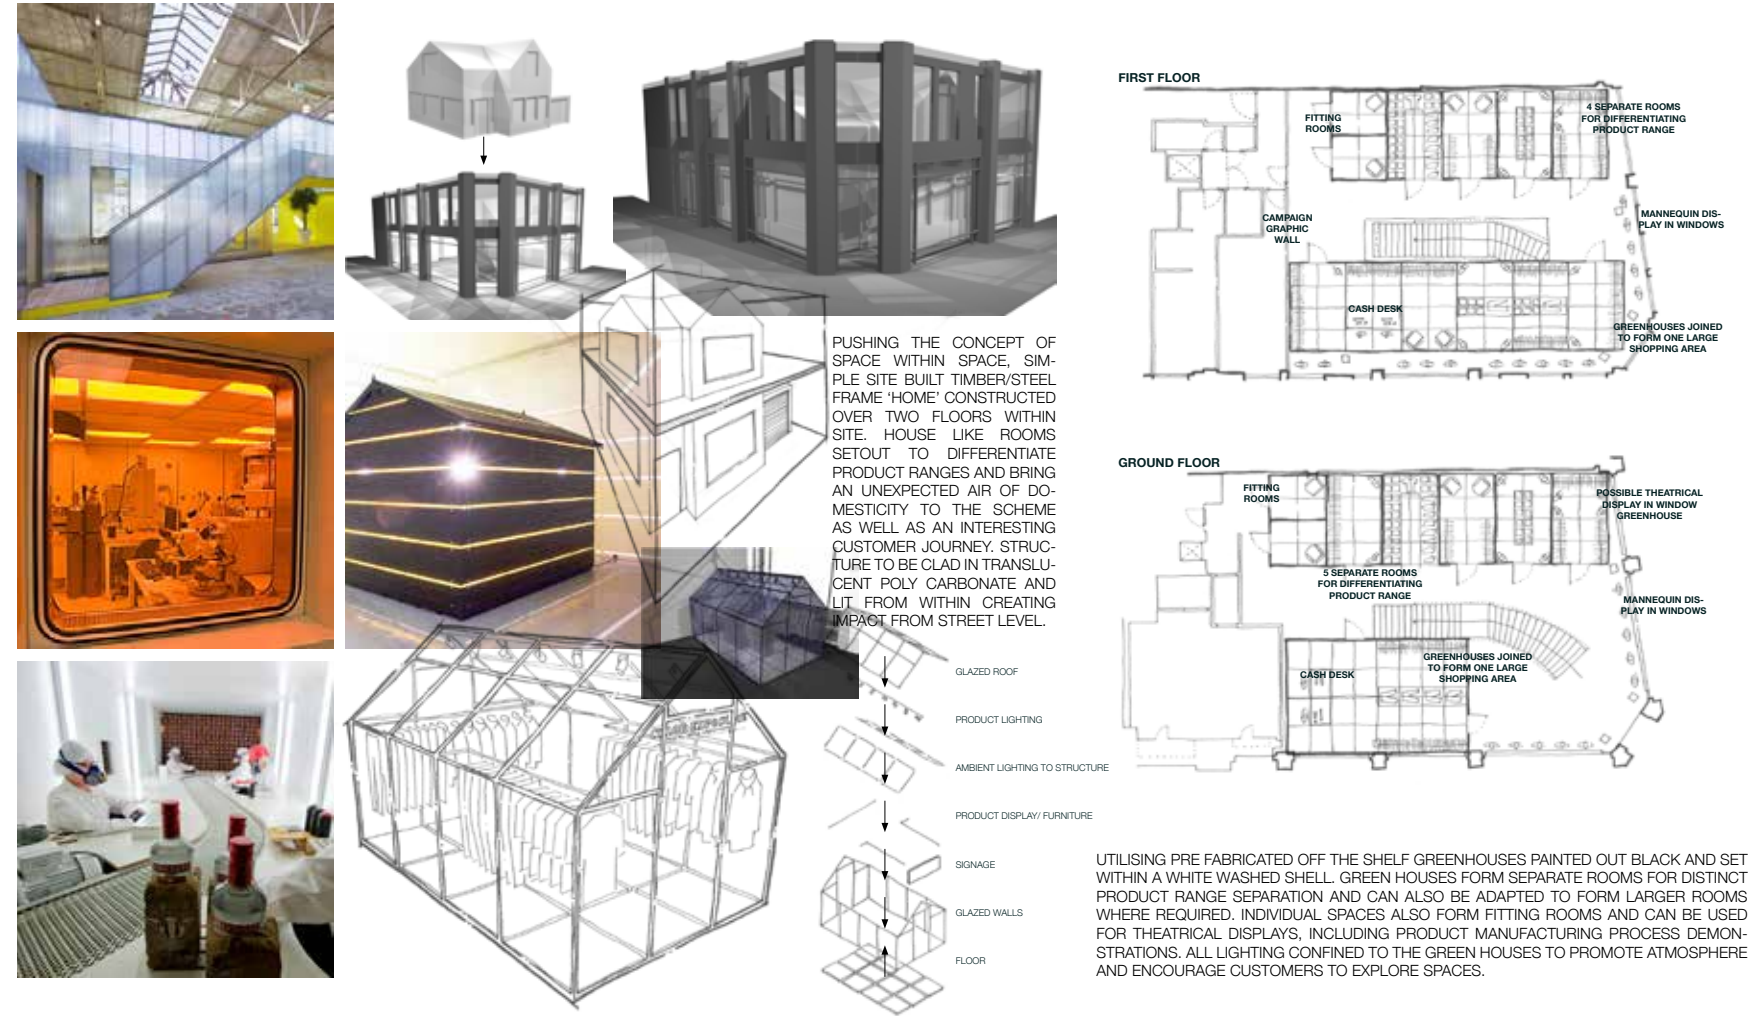 PUSHING THE CONCEPT OF
SPACE WITHIN SPACE, SIM-
PLE SITE BUILT TIMBER/STEEL
FRAME ‘HOME’ CONSTRUCTED
OVER TWO FLOORS WITHIN
SITE. HOUSE LIKE ROOMS
SETOUT TO DIFFERENTIATE
PRODUCT RANGES AND BRING
AN UNEXPECTED AIR OF DO-
MESTICITY TO THE SCHEME
AS WELL AS AN INTERESTING
CUSTOMER JOURNEY. STRUC-
TURE TO BE CLAD IN TRANSLU-
CENT POLY CARBONATE AND
LIT FROM WITHIN CREATING
IMPACT FROM STREET LEVEL.
GLAZED ROOF
PRODUCT LIGHTING
AMBIENT LIGHTING TO STRUCTURE
PRODUCT DISPLAY/ FURNITURE
SIGNAGE
GLAZED WALLS
FLOOR
FIRST FLOOR
FITTING
ROOMS
4 SEPARATE ROOMS
FOR DIFFERENTIATING
PRODUCT RANGE
CAMPAIGN
GRAPHIC
WALL
MANNEQUIN DIS-
PLAY IN WINDOWS
CASH DESK
GREENHOUSES JOINED
TO FORM ONE LARGE
SHOPPING AREA
GROUND FLOOR
FITTING
ROOMS
POSSIBLE THEATRICAL
DISPLAY IN WINDOW
GREENHOUSE
5 SEPARATE ROOMS
FOR DIFFERENTIATING
PRODUCT RANGE
MANNEQUIN DIS-
PLAY IN WINDOWS
GREENHOUSES JOINED
TO FORM ONE LARGE
SHOPPING AREA
CASH DESK
UTILISING PRE FABRICATED OFF THE SHELF GREENHOUSES PAINTED OUT BLACK AND SET
WITHIN A WHITE WASHED SHELL. GREEN HOUSES FORM SEPARATE ROOMS FOR DISTINCT
PRODUCT RANGE SEPARATION AND CAN ALSO BE ADAPTED TO FORM LARGER ROOMS
WHERE REQUIRED. INDIVIDUAL SPACES ALSO FORM FITTING ROOMS AND CAN BE USED
FOR THEATRICAL DISPLAYS, INCLUDING PRODUCT MANUFACTURING PROCESS DEMON-
STRATIONS. ALL LIGHTING CONFINED TO THE GREEN HOUSES TO PROMOTE ATMOSPHERE
AND ENCOURAGE CUSTOMERS TO EXPLORE SPACES.